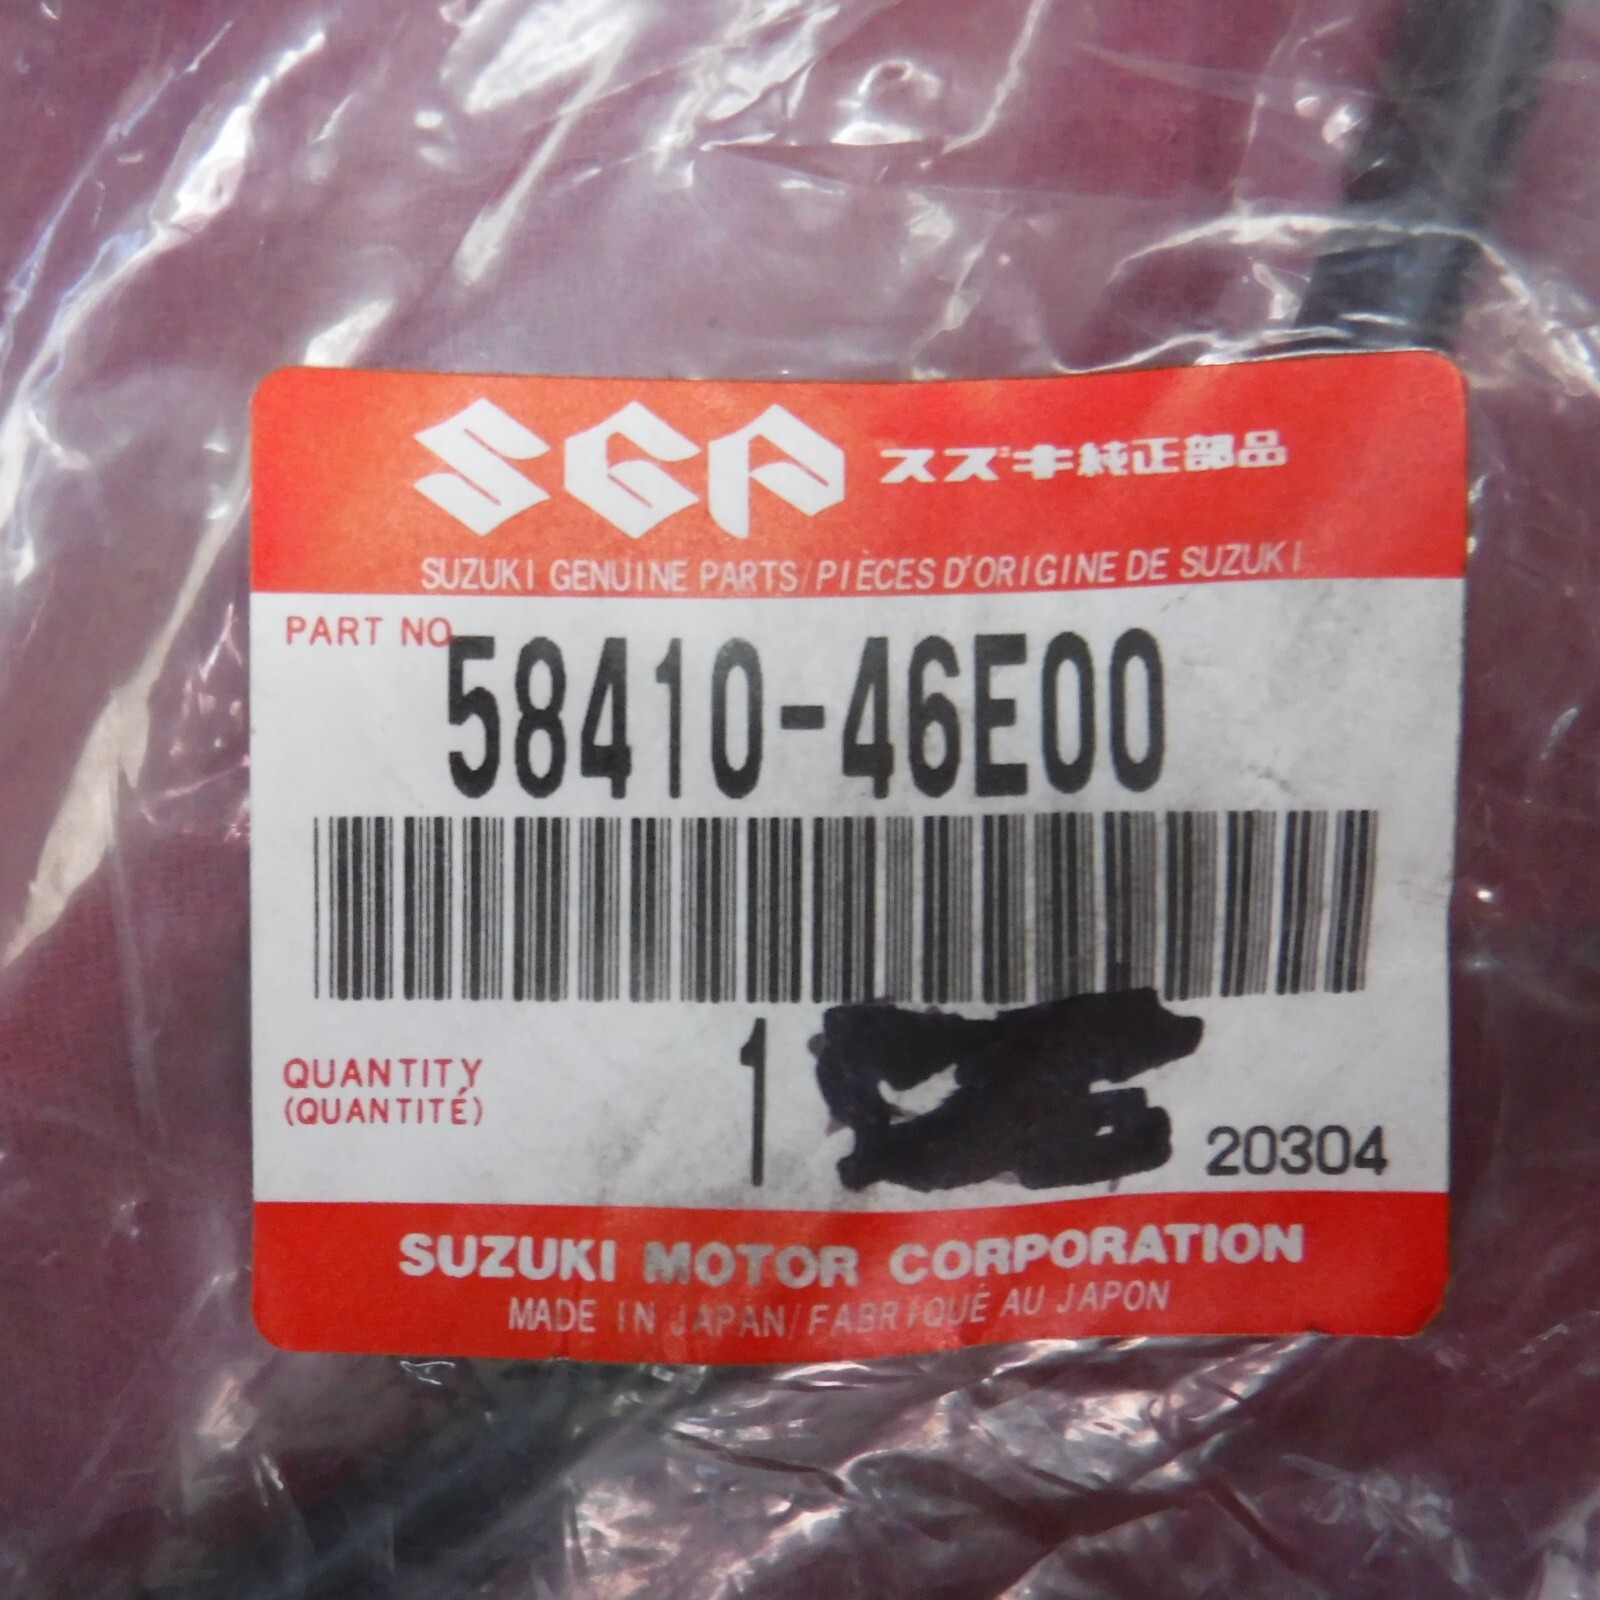 SGP スズキ純正部品
SUZUKI GENUINE PARTS/PIÈCES D'ORIGINE DE SUZUKI
PART NO.
58410-46E00
QUANTITY 1
(QUANTITÉ)
20304
SUZUKI MOTOR CORPORATION
MADE IN JAPAN/FABRIQUÉ AU JAPON